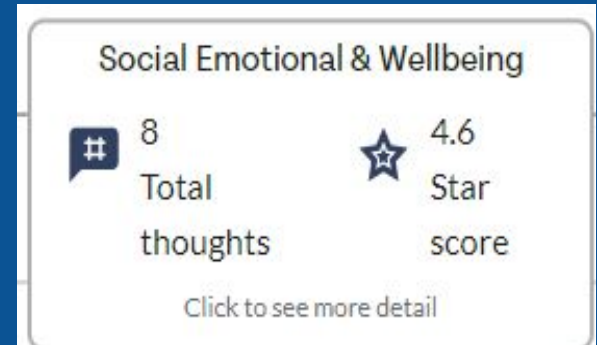 Social Emotional & Wellbeing
#
8
Total
thoughts
4.6
Star
score
Click to see more detail